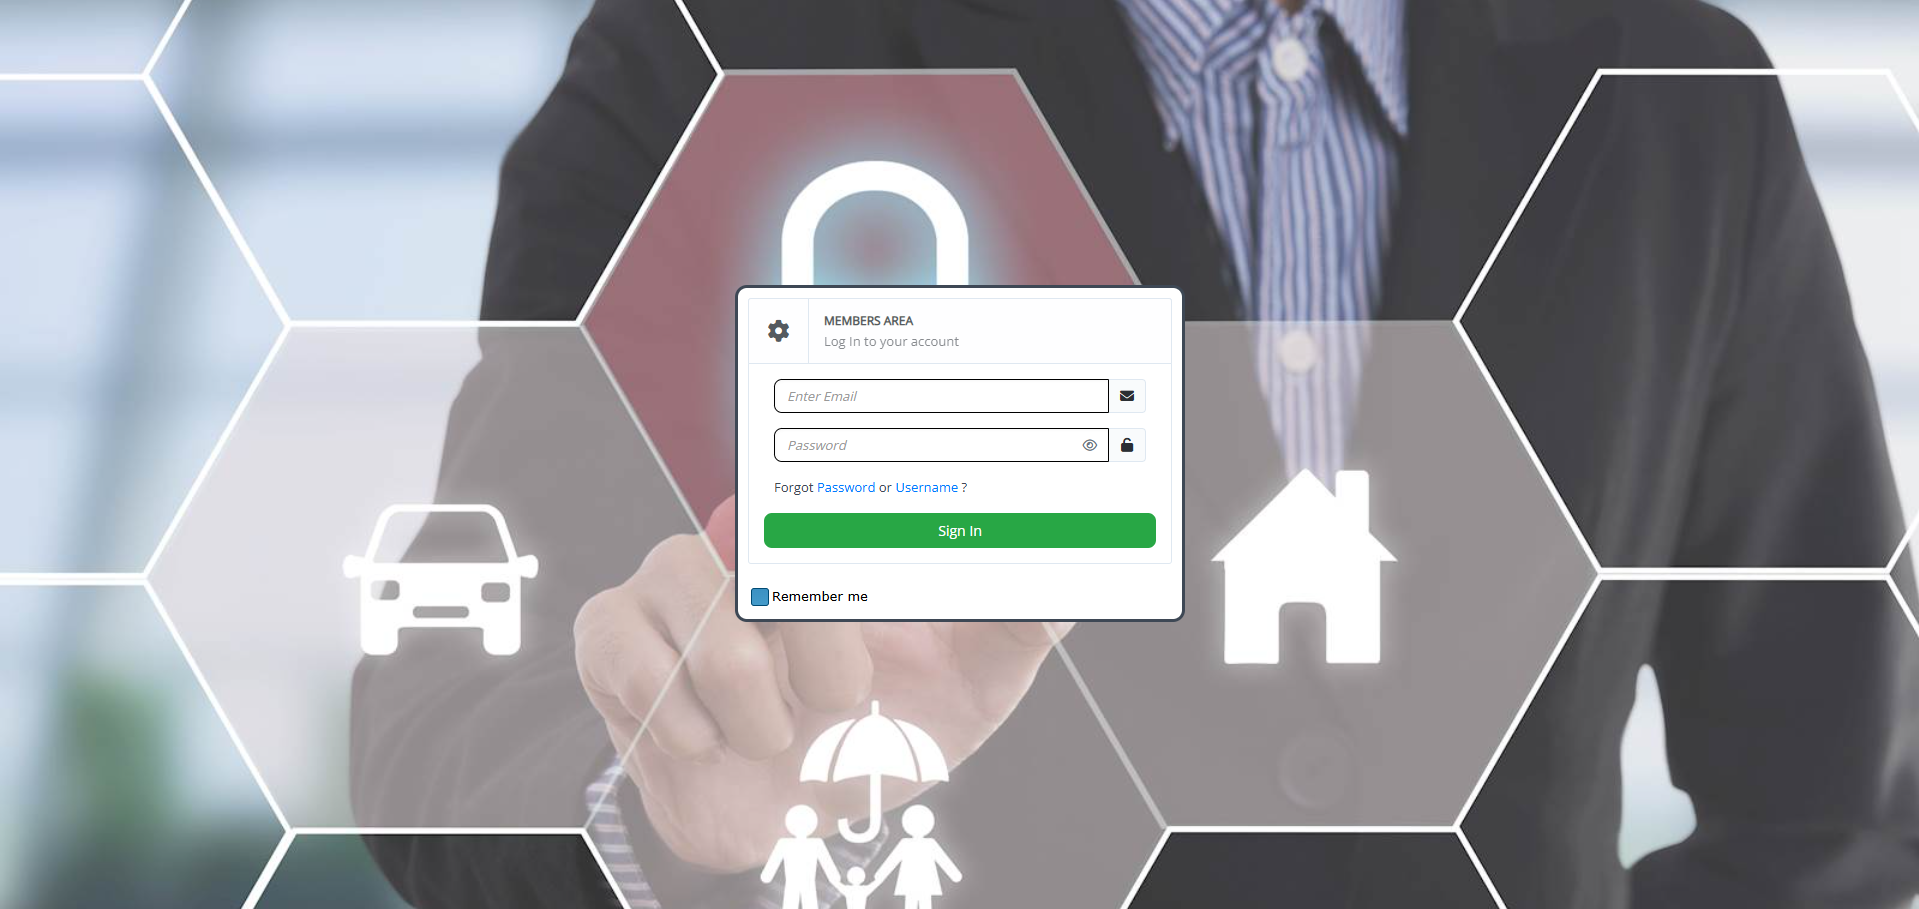 MEMBERS AREA
Log In to your account
Enter Email
Password
Forgot Password or Username ?
Sign In
Remember me